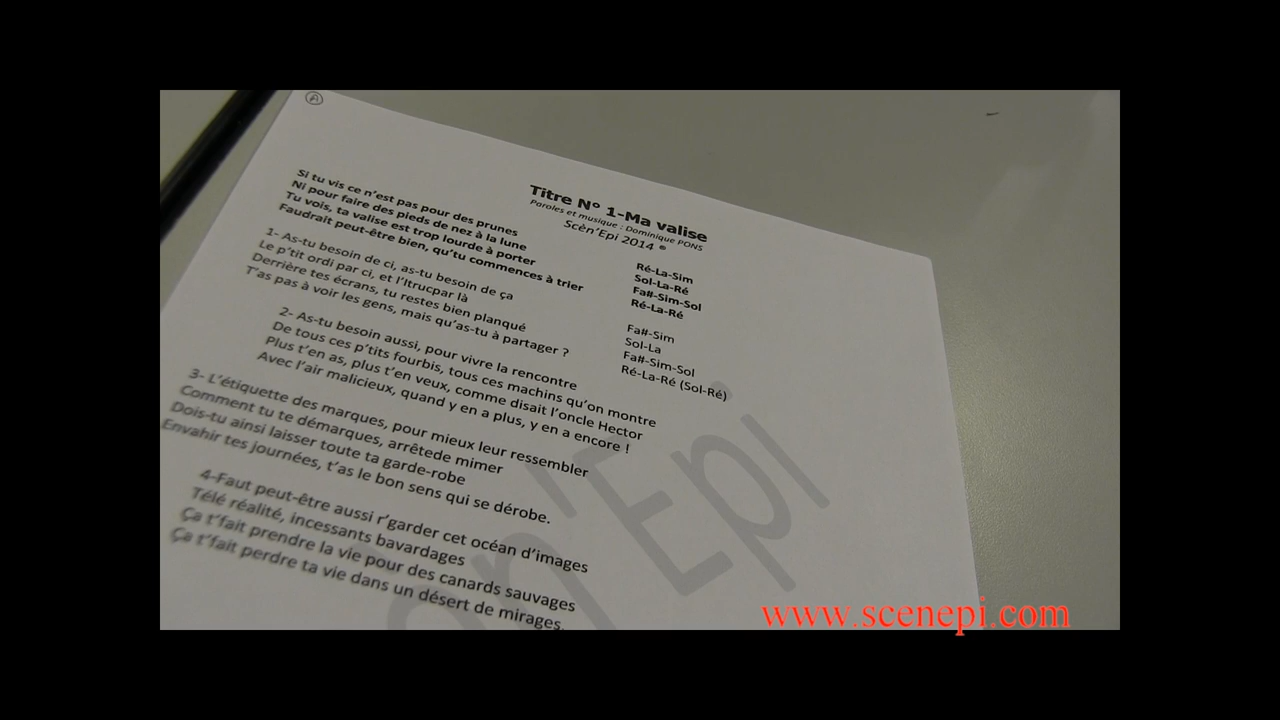 Titre N° 1-Ma valise
Paroles et musique : Dominique PONS
Scèn'Epi 2014 ®
Si tu vis ce n'est pas pour des prunes
Ni pour faire des pieds de nez à la lune
Tu vois, ta valise est trop lourde à porter
Faudrait peut-être bien, qu'tu commences à trier
Ré-La-Sim
Sol-La-Ré
Fa#-Sim-Sol
Ré-La-Ré
1- As-tu besoin de ci, as-tu besoin de ça
Le p'tit ordi par ci, et l'ltrucpar là
Derrière tes écrans, tu restes bien planqué
T'as pas à voir les gens, mais qu'as-tu à partager ?
Fa#-Sim
Sol-La
Fa#-Sim-Sol
Ré-La-Ré (Sol-Ré)
2- As-tu besoin aussi, pour vivre la rencontre
De tous ces p'tits fourbis, tous ces machins qu'on montre
Plus t'en as, plus t'en veux, comme disait l'oncle Hector
Avec l'air malicieux, quand y en a plus, y en a encore !
3- L'étiquette des marques, pour mieux leur ressembler
Comment tu te démarques, arrêtede mimer
Dois-tu ainsi laisser toute ta garde-robe
Envahir tes journées, t'as le bon sens qui se dérobe.
4-Faut peut-être aussi r'garder cet océan d'images
Télé réalité, incessants bavardages
Ça t'fait prendre la vie pour des canards sauvages
Ça t'fait perdre ta vie dans un désert de mirages.
n'Epi
www.scenepi.com